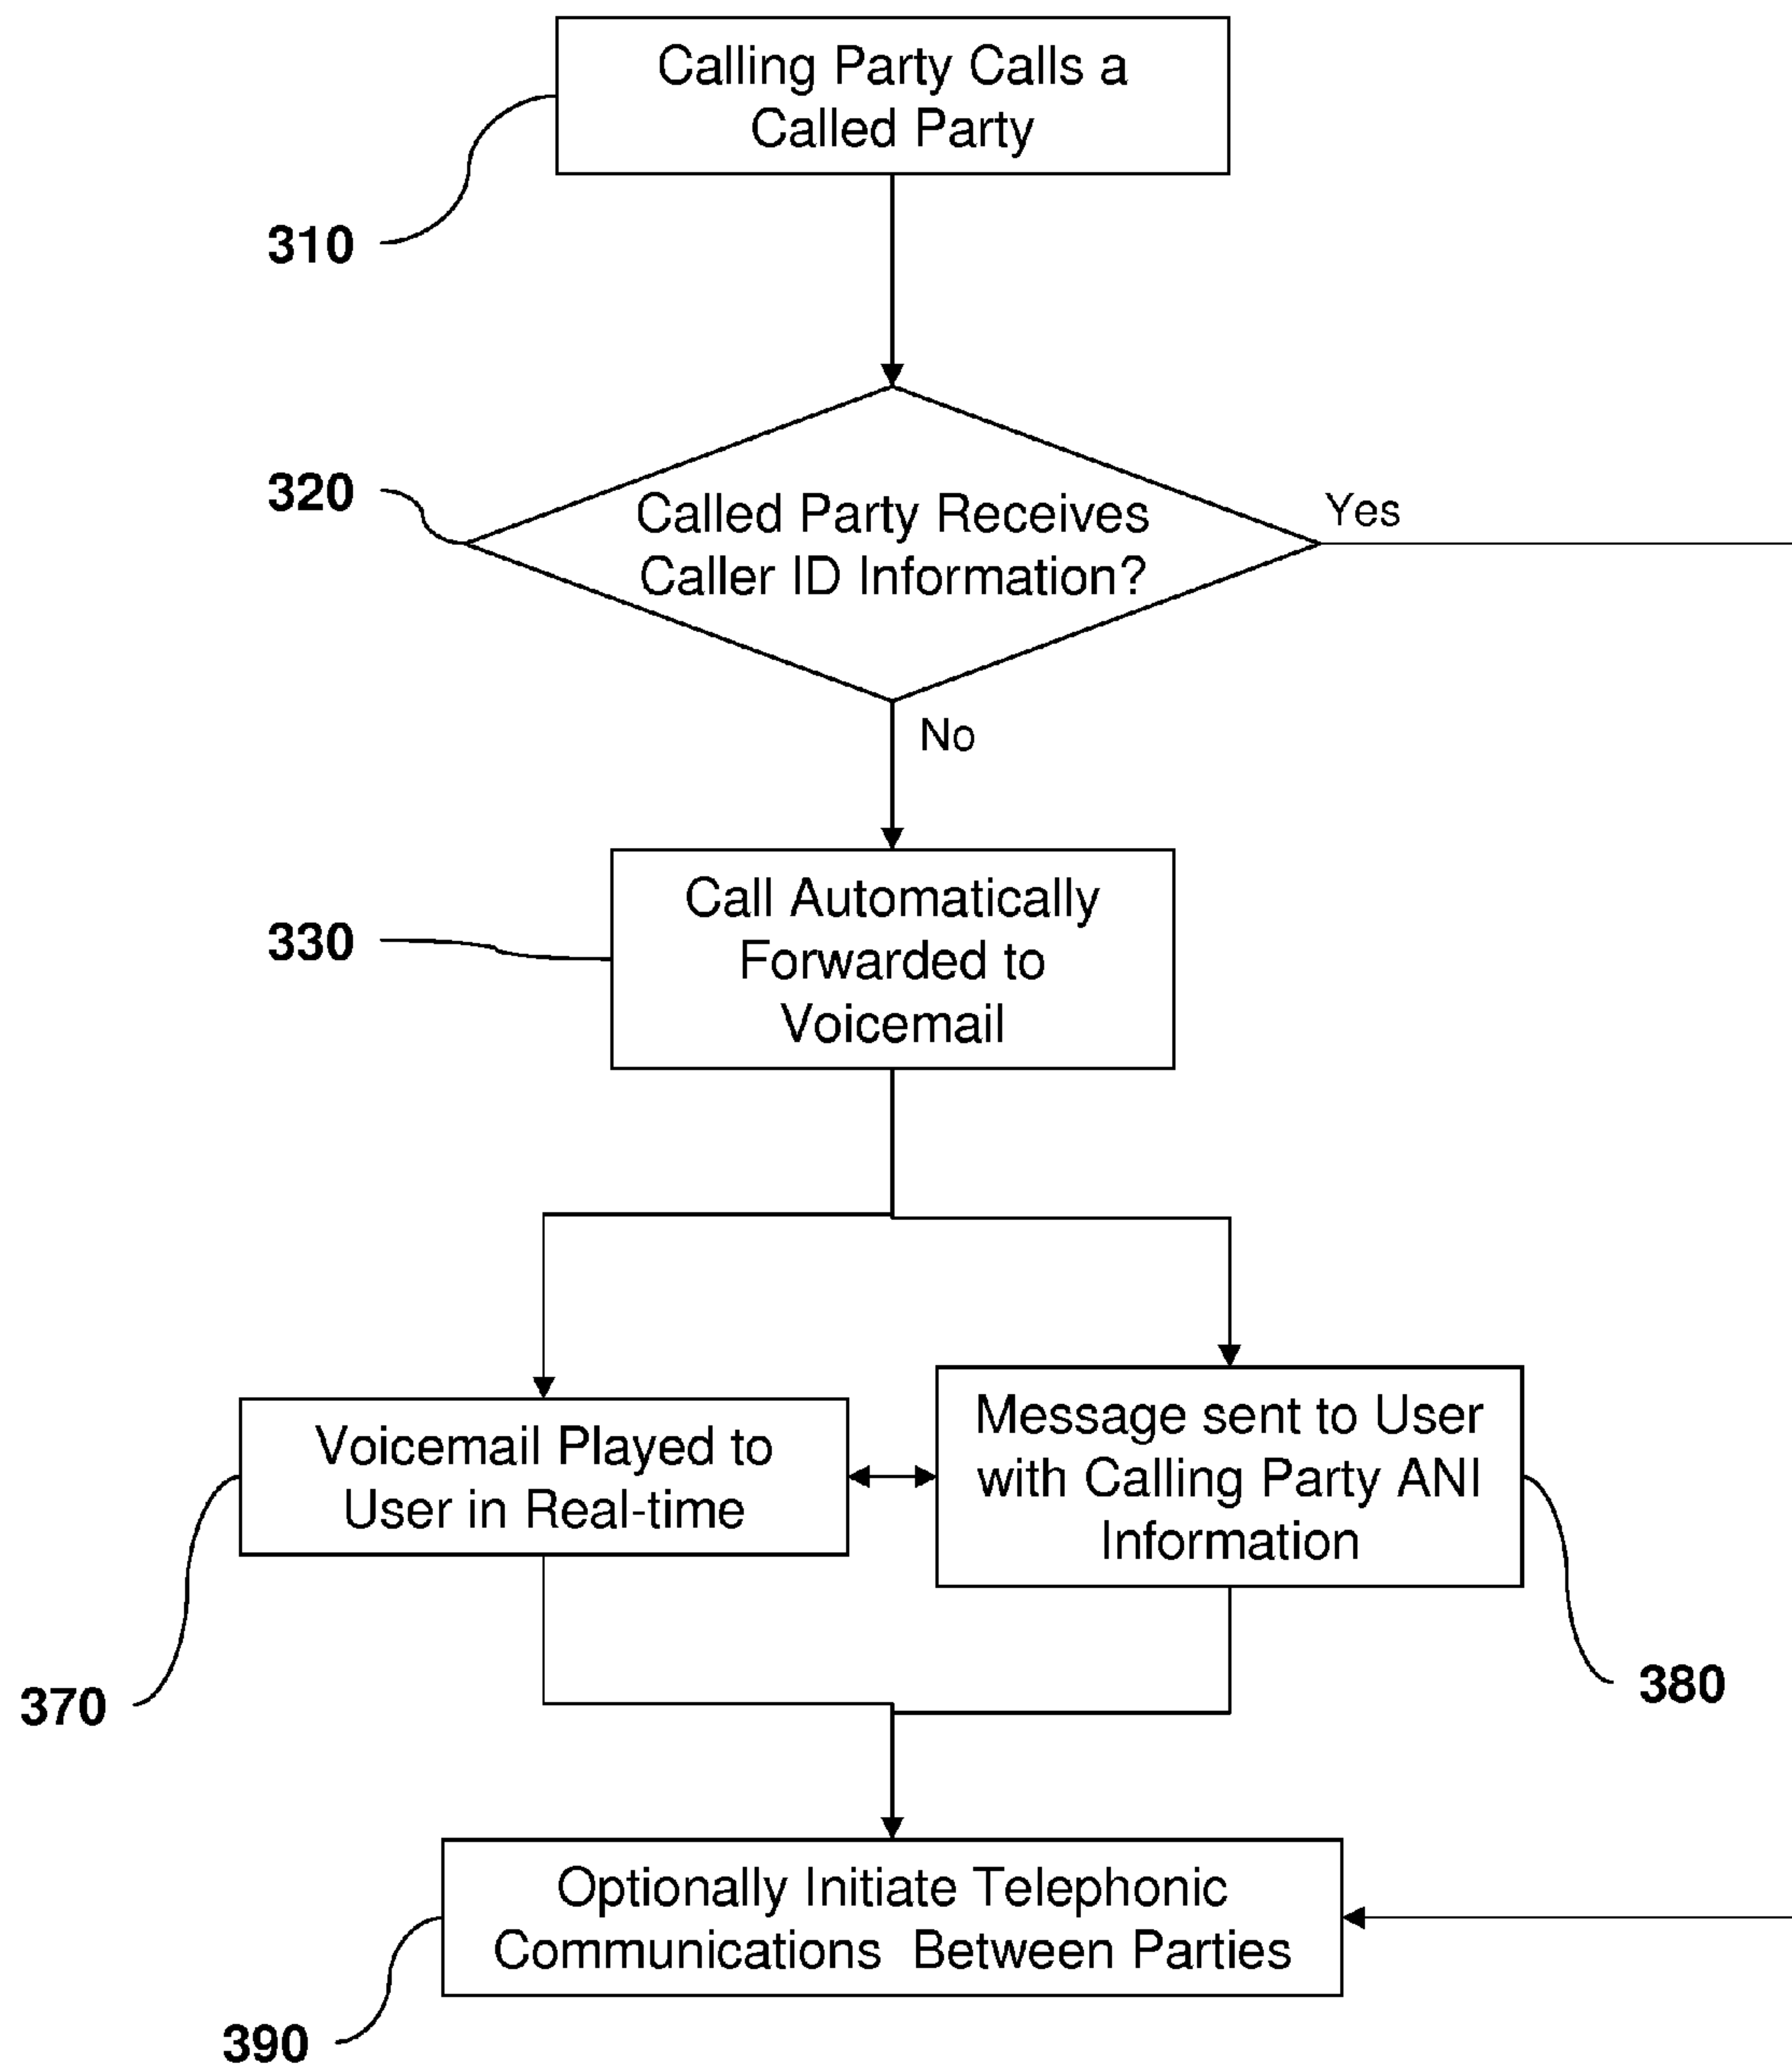 Calling Party Calls a
Called Party
310
320
Called Party Receives
Caller ID Information?
Yes
No
330
Call Automatically
Forwarded to
Voicemail
Voicemail Played to
User in Real-time
Message sent to User
with Calling Party ANI
Information
370
380
Optionally Initiate Telephonic
Communications Between Parties
390